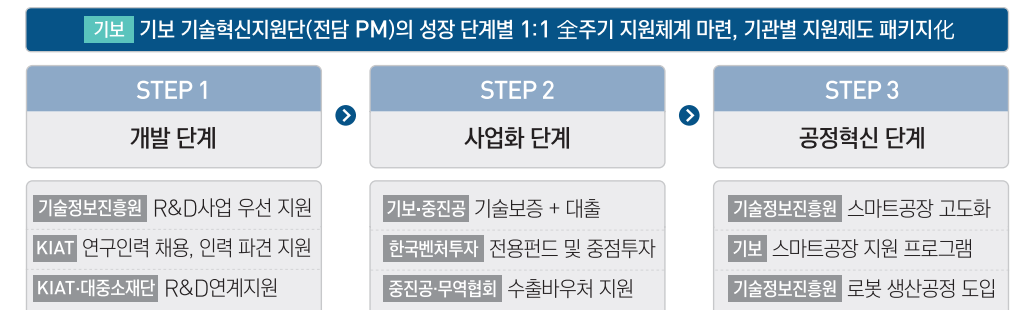 기보 기보 기술혁신지원단(전담 PM)의 성장 단계별 1:1 全주기 지원체계 마련, 기관별 지원제도 패키지化
STEP 1
개발 단계
기술정보진흥원 R&D사업 우선 지원
KIAT 연구인력 채용, 인력 파견 지원
KIAT·대중소재단 R&D연계지원
STEP 2
사업화 단계
기보·중진공 기술보증 + 대출
한국벤처투자 전용펀드 및 중점투자
중진공·무역협회 수출바우처 지원
STEP 3
공정혁신 단계
기술정보진흥원 스마트공장 고도화
기보 스마트공장 지원 프로그램
기술정보진흥원 로봇 생산공정 도입